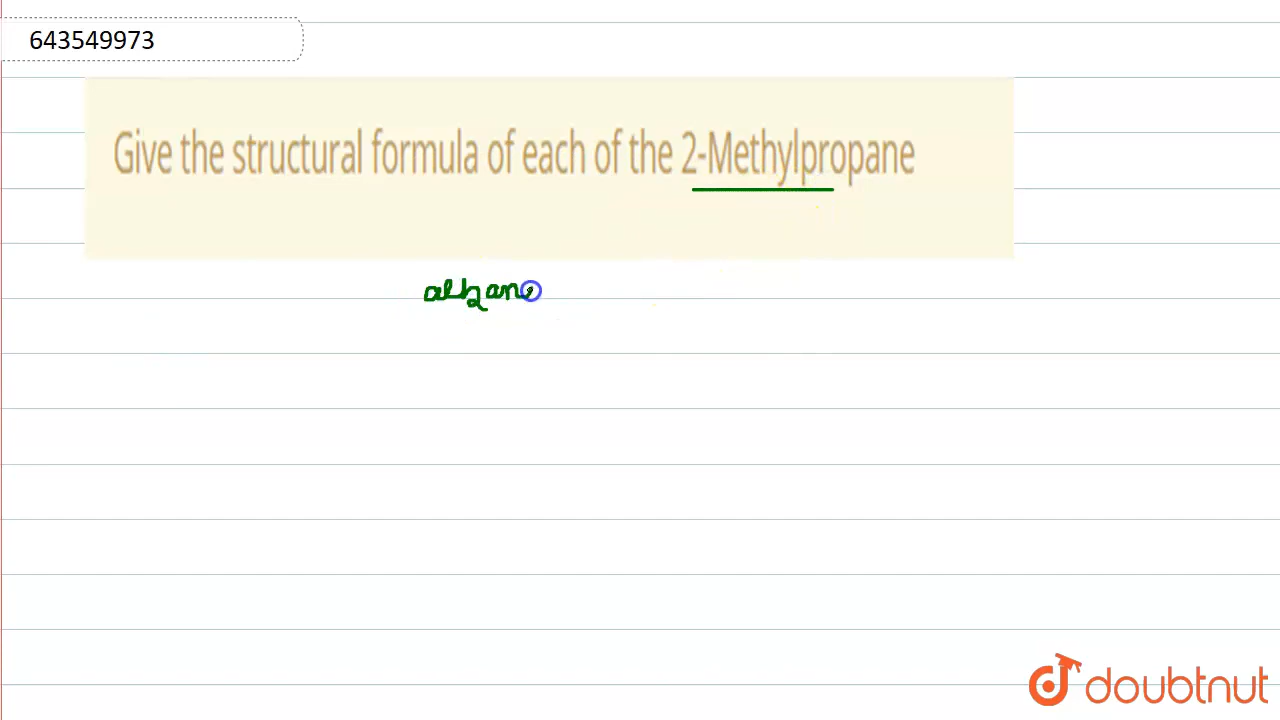 643549973
Give the structural formula of each of the 2-Methylpropane
alkane
doubtnut